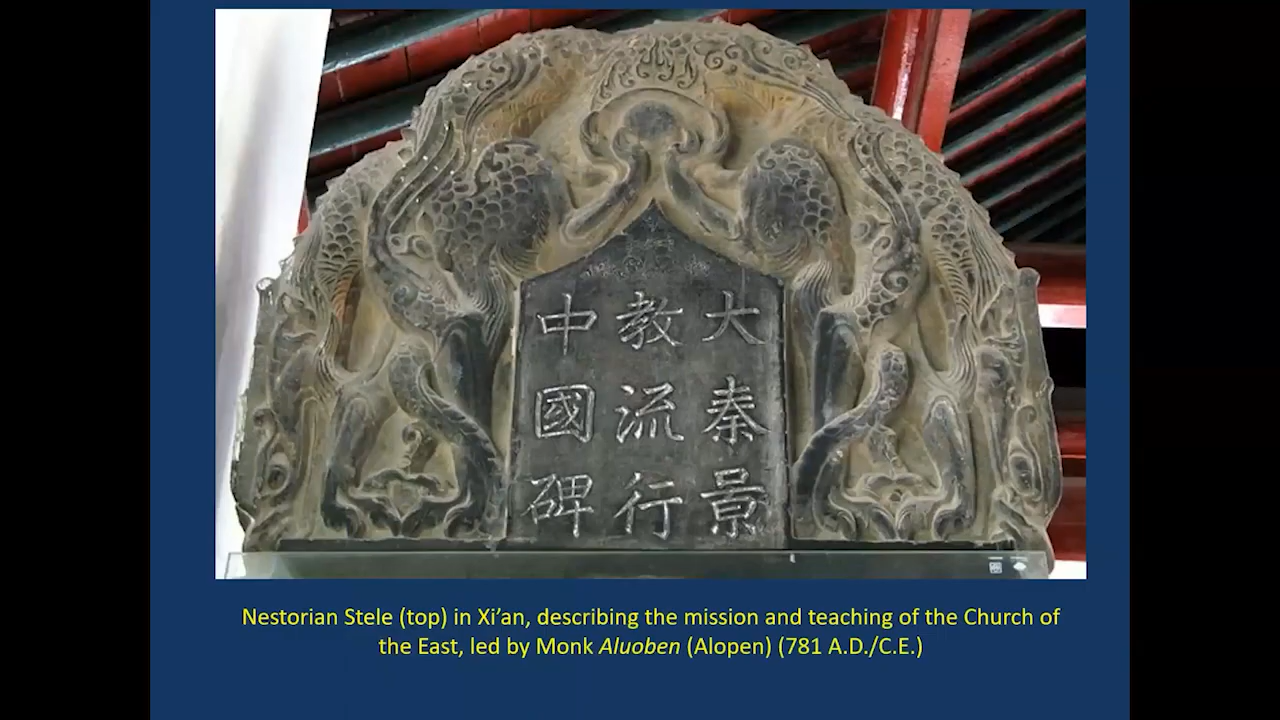 大秦景
教流行
中國碑
Nestorian Stele (top) in Xi’an, describing the mission and teaching of the Church of
the East, led by Monk Aluoben (Alopen) (781 A.D./C.E.)